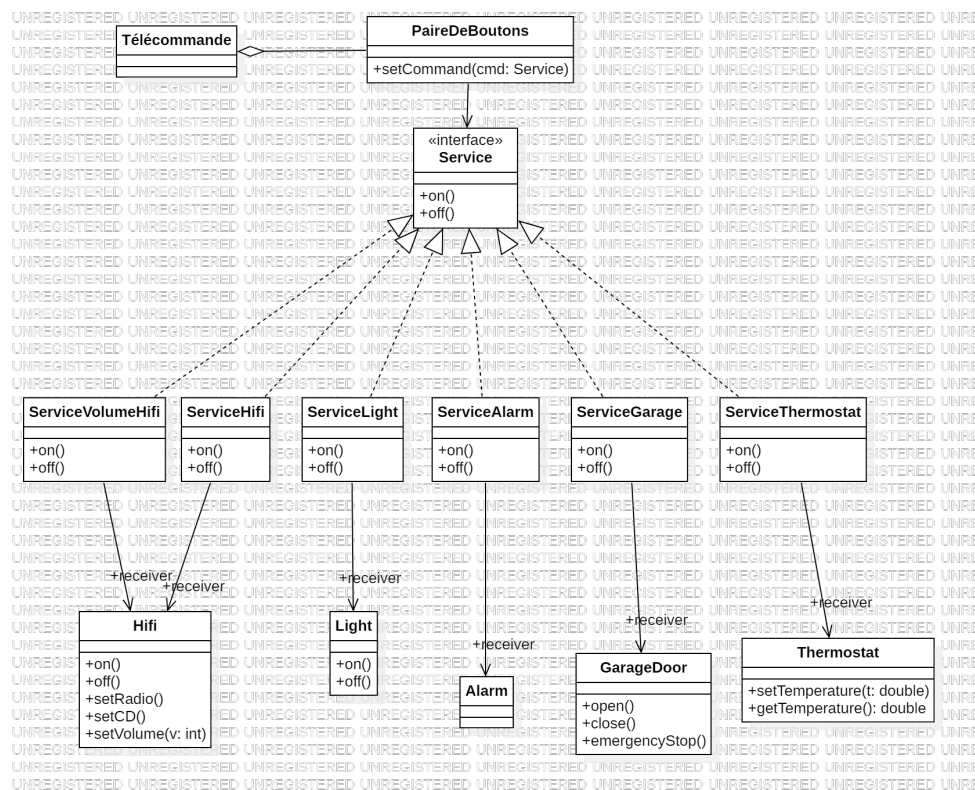 Télécommande
PaireDeBoutons
+setCommand(cmd: Service)
«interface»
Service
+on()
+off()
ServiceVolumeHifi
+on()
+off()
ServiceHifi
+on()
+off()
ServiceLight
+on()
+off()
ServiceAlarm
+on()
+off()
ServiceGarage
+on()
+off()
ServiceThermostat
+on()
+off()
+receiver
+receiver
+receiver
+receiver
+receiver
+receiver
Hifi
+on()
+off()
+setRadio()
+setCD()
+setVolume(v: int)
Light
+on()
+off()
Alarm
GarageDoor
+open()
+close()
+emergencyStop()
Thermostat
+setTemperature(t: double)
+getTemperature(): double
UNREGISTERED